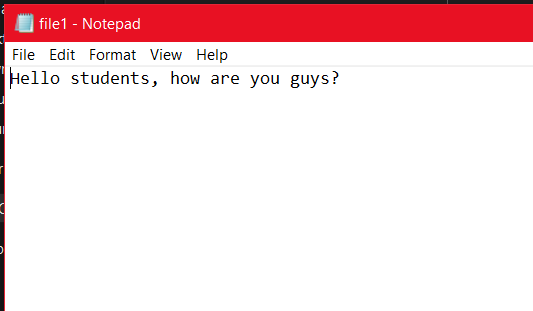 file1 - Notepad
File Edit Format View Help
Hello students, how are you guys?